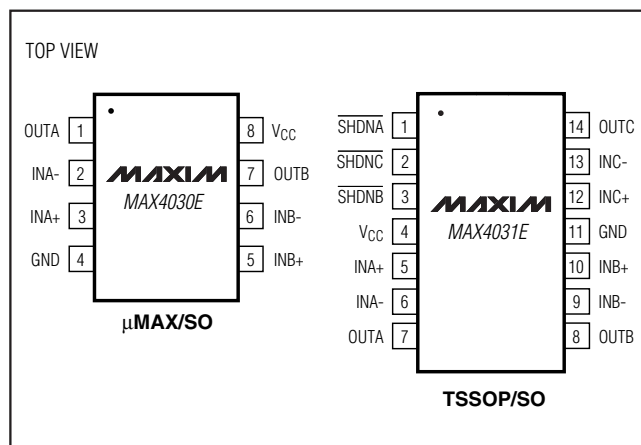 TOP VIEW
OUTA 1
INA- 2
INA+ 3
GND 4
8 VCC
7 OUTB
6 INB-
5 INB+
MAXIM
MAX4030E
µMAX/SO
SHDNA 1
SHDNC 2
SHDNB 3
VCC 4
INA+ 5
INA- 6
OUTA 7
14 OUTC
13 INC-
12 INC+
11 GND
10 INB+
9 INB-
8 OUTB
MAXIM
MAX4031E
TSSOP/SO